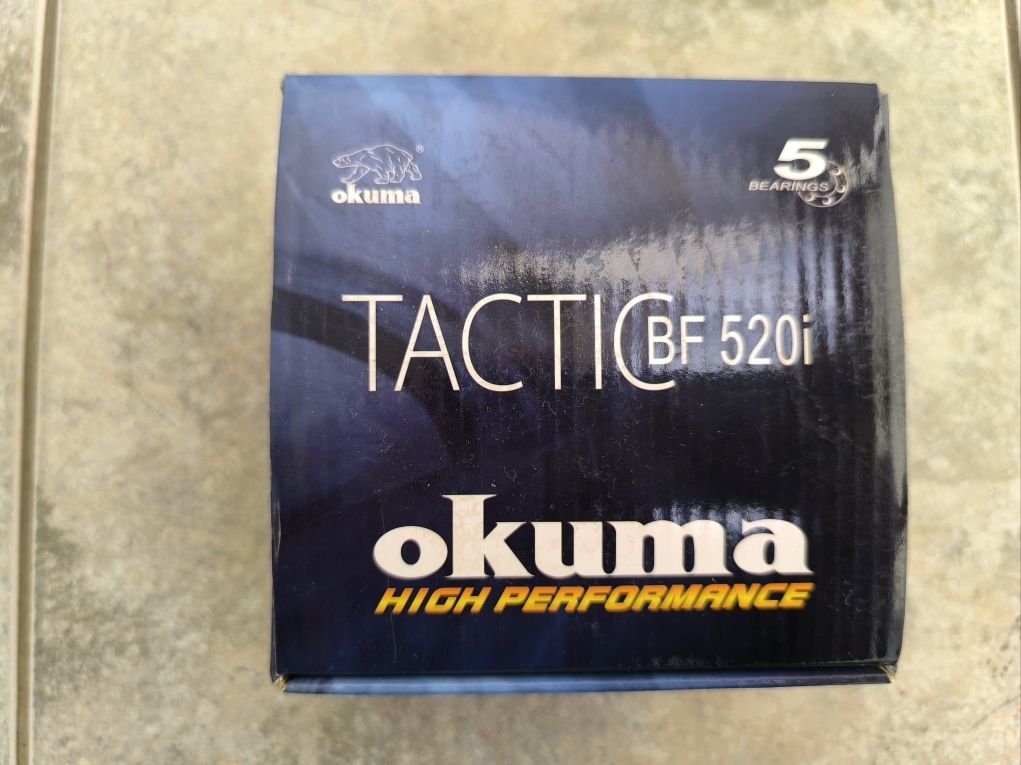 okuma®
5
BEARINGS
TACTIC BF 520i
okuma
HIGH PERFORMANCE